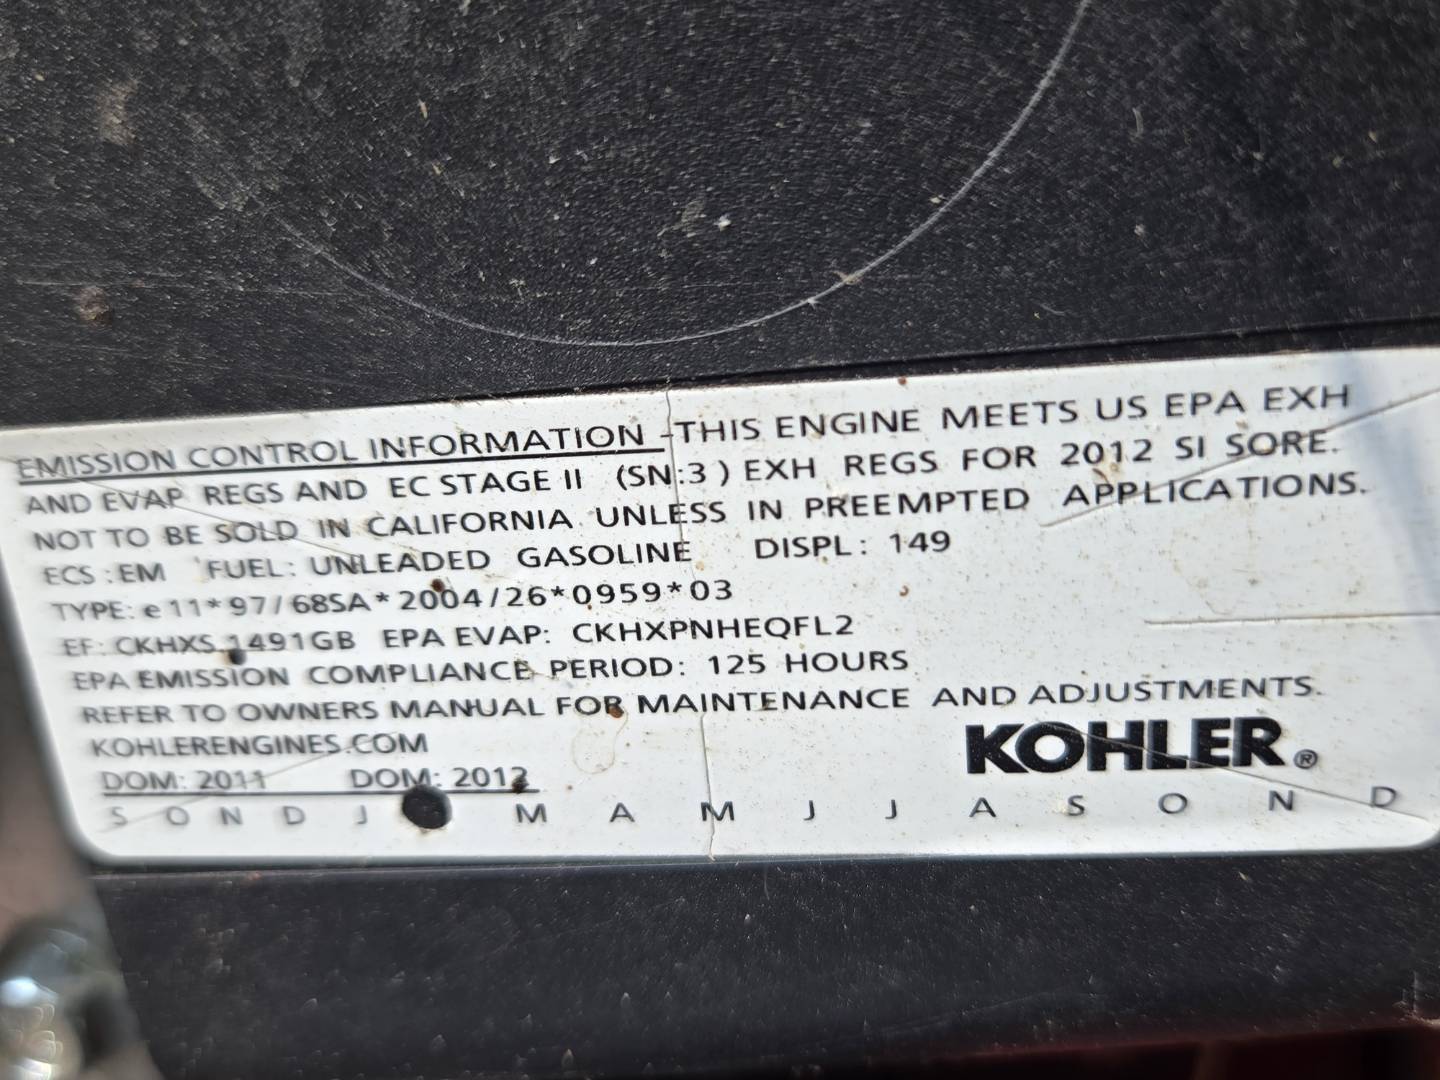 EMISSION CONTROL INFORMATION - THIS ENGINE MEETS US EPA EXH
AND EVAP REGS AND EC STAGE II (SN:3) EXH REGS FOR 2012 SI SORE.
NOT TO BE SOLD IN CALIFORNIA UNLESS IN PREEMPTED APPLICATIONS.
ECS : EM FUEL: UNLEADED GASOLINE DISPL: 149
TYPE: e11*97/68SA*2004/26*0959*03
EF: CKHXS.1491GB EPA EVAP: CKHXPNHEQFL2
EPA EMISSION COMPLIANCE PERIOD: 125 HOURS
REFER TO OWNERS MANUAL FOR MAINTENANCE AND ADJUSTMENTS.
KOHLERENGINES.COM
KOHLER®
DOM: 2011 DOM: 2012
S O N D J M A M J J A S O N D